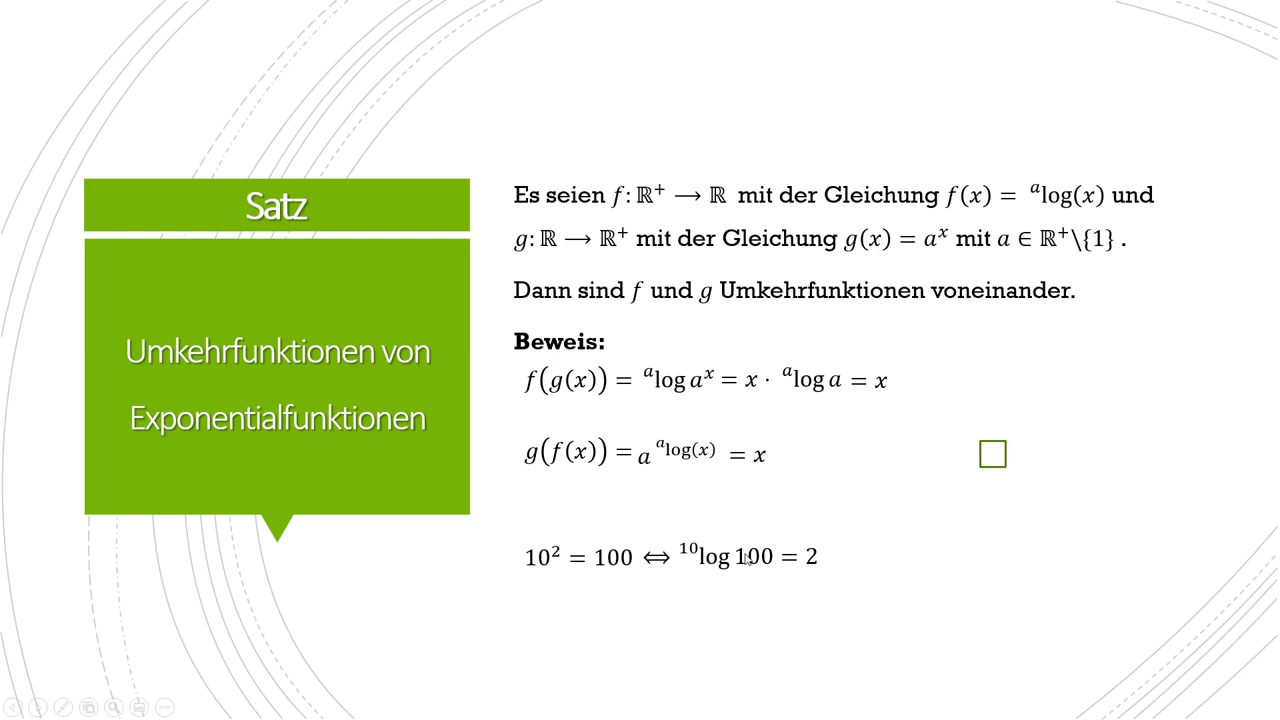 Satz
Umkehrfunktionen von
Exponentialfunktionen
Es seien 𝑓: ℝ⁺ ⟶ ℝ mit der Gleichung 𝑓(𝑥) = ᵃlog(𝑥) und
𝑔: ℝ ⟶ ℝ⁺ mit der Gleichung 𝑔(𝑥) = 𝑎ˣ mit 𝑎 ∈ ℝ⁺\{1} .
Dann sind 𝑓 und 𝑔 Umkehrfunktionen voneinander.
Beweis:
𝑓(𝑔(𝑥)) = ᵃlog 𝑎ˣ = 𝑥 · ᵃlog 𝑎 = 𝑥
𝑔(𝑓(𝑥)) = 𝑎^(ᵃlog(𝑥)) = 𝑥
10² = 100 ⟺ ¹⁰log 100 = 2